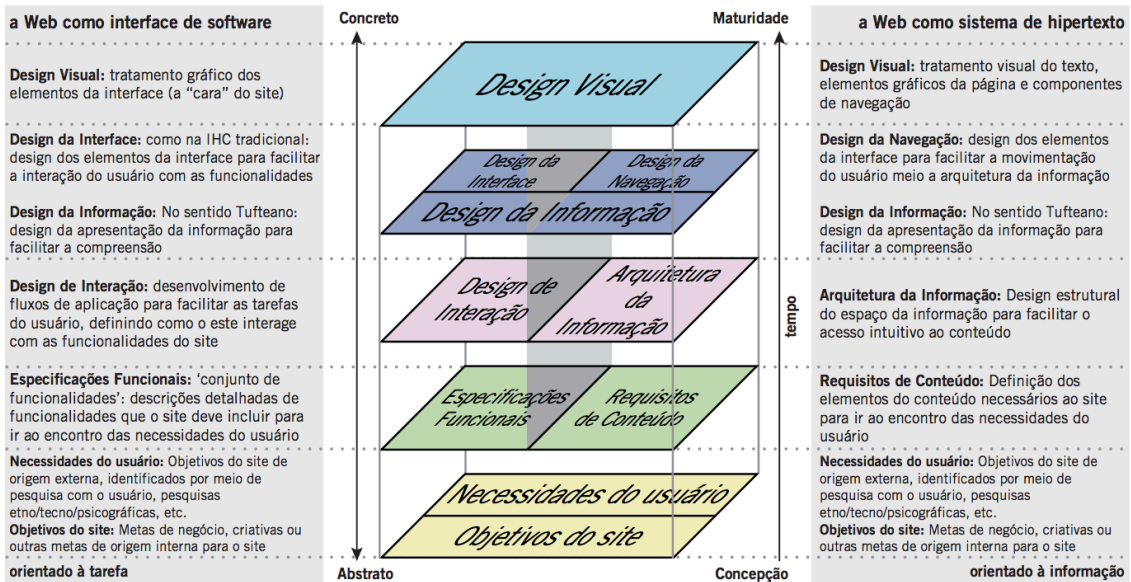 a Web como interface de software
Design Visual: tratamento gráfico dos
elementos da interface (a “cara” do site)
Design da Interface: como na IHC tradicional:
design dos elementos da interface para facilitar
a interação do usuário com as funcionalidades
Design da Informação: No sentido Tufteano:
design da apresentação da informação para
facilitar a compreensão
Design de Interação: desenvolvimento de
fluxos de aplicação para facilitar as tarefas
do usuário, definindo como o este interage
com as funcionalidades do site
Especificações Funcionais: ‘conjunto de
funcionalidades’: descrições detalhadas de
funcionalidades que o site deve incluir para
ir ao encontro das necessidades do usuário
Necessidades do usuário: Objetivos do site de
origem externa, identificados por meio de
pesquisa com o usuário, pesquisas
etno/tecno/psicográficas, etc.
Objetivos do site: Metas de negócio, criativas ou
outras metas de origem interna para o site
orientado à tarefa
Concreto
Maturidade
Design Visual
Design da
Interface
Design da
Navegação
Design da Informação
Design de
Interação
Arquitetura
da
Informação
Especificações
Funcionais
Requisitos
de Conteúdo
Necessidades do usuário
Objetivos do site
tempo
Abstrato
Concepção
a Web como sistema de hipertexto
Design Visual: tratamento visual do texto,
elementos gráficos da página e componentes
de navegação
Design da Navegação: design dos elementos
da interface para facilitar a movimentação
do usuário meio a arquitetura da informação
Design da Informação: No sentido Tufteano:
design da apresentação da informação para
facilitar a compreensão
Arquitetura da Informação: Design estrutural
do espaço da informação para facilitar o
acesso intuitivo ao conteúdo
Requisitos de Conteúdo: Definição dos
elementos do conteúdo necessários ao site
para ir ao encontro das necessidades do
usuário
Necessidades do usuário: Objetivos do site de
origem externa, identificados por meio de
pesquisa com o usuário, pesquisas
etno/tecno/psicográficas, etc.
Objetivos do site: Metas de negócio, criativas ou
outras metas de origem interna para o site
orientado à informação